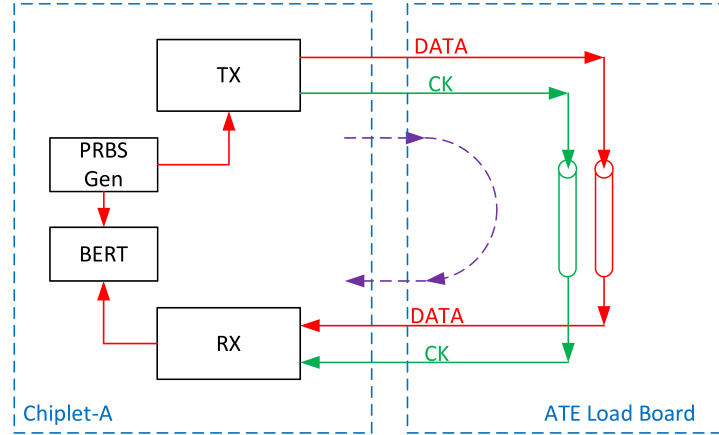 DATA
TX
CK
PRBS
Gen
BERT
DATA
RX
CK
Chiplet-A
ATE Load Board